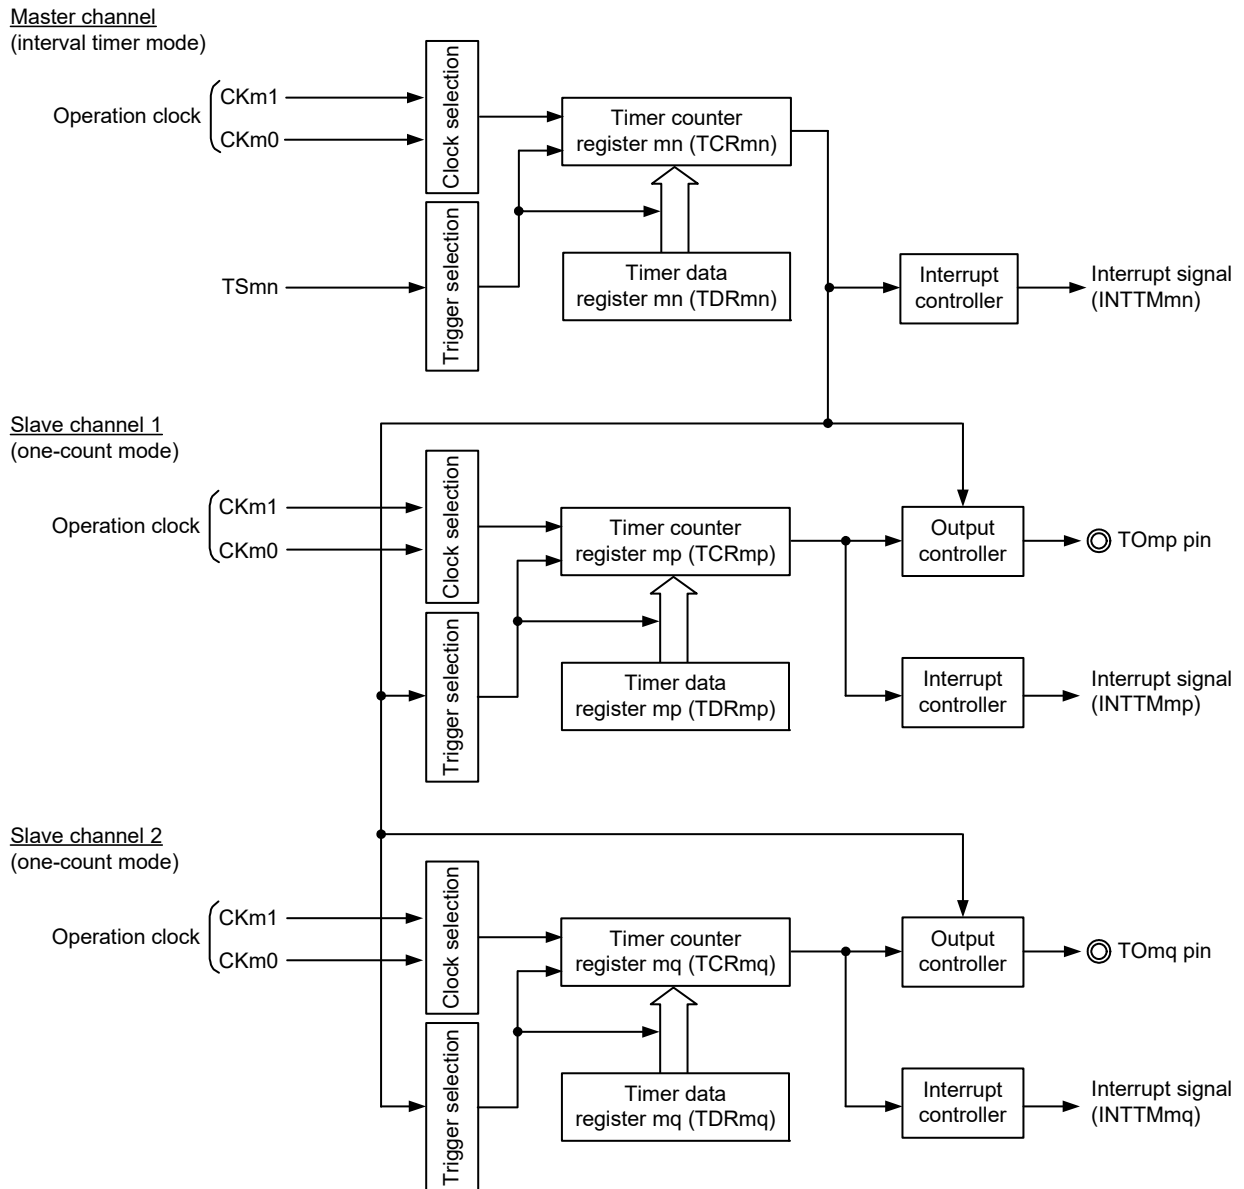 Master channel
(interval timer mode)
Operation clock
CKm1
CKm0
Clock selection
Timer counter
register mn (TCRmn)
TSmn
Trigger selection
Timer data
register mn (TDRmn)
Interrupt
controller
Interrupt signal
(INTTMmn)
Slave channel 1
(one-count mode)
Operation clock
CKm1
CKm0
Clock selection
Timer counter
register mp (TCRmp)
Output
controller
TOmp pin
Trigger selection
Timer data
register mp (TDRmp)
Interrupt
controller
Interrupt signal
(INTTMmp)
Slave channel 2
(one-count mode)
Operation clock
CKm1
CKm0
Clock selection
Timer counter
register mq (TCRmq)
Output
controller
TOmq pin
Trigger selection
Timer data
register mq (TDRmq)
Interrupt
controller
Interrupt signal
(INTTMmq)